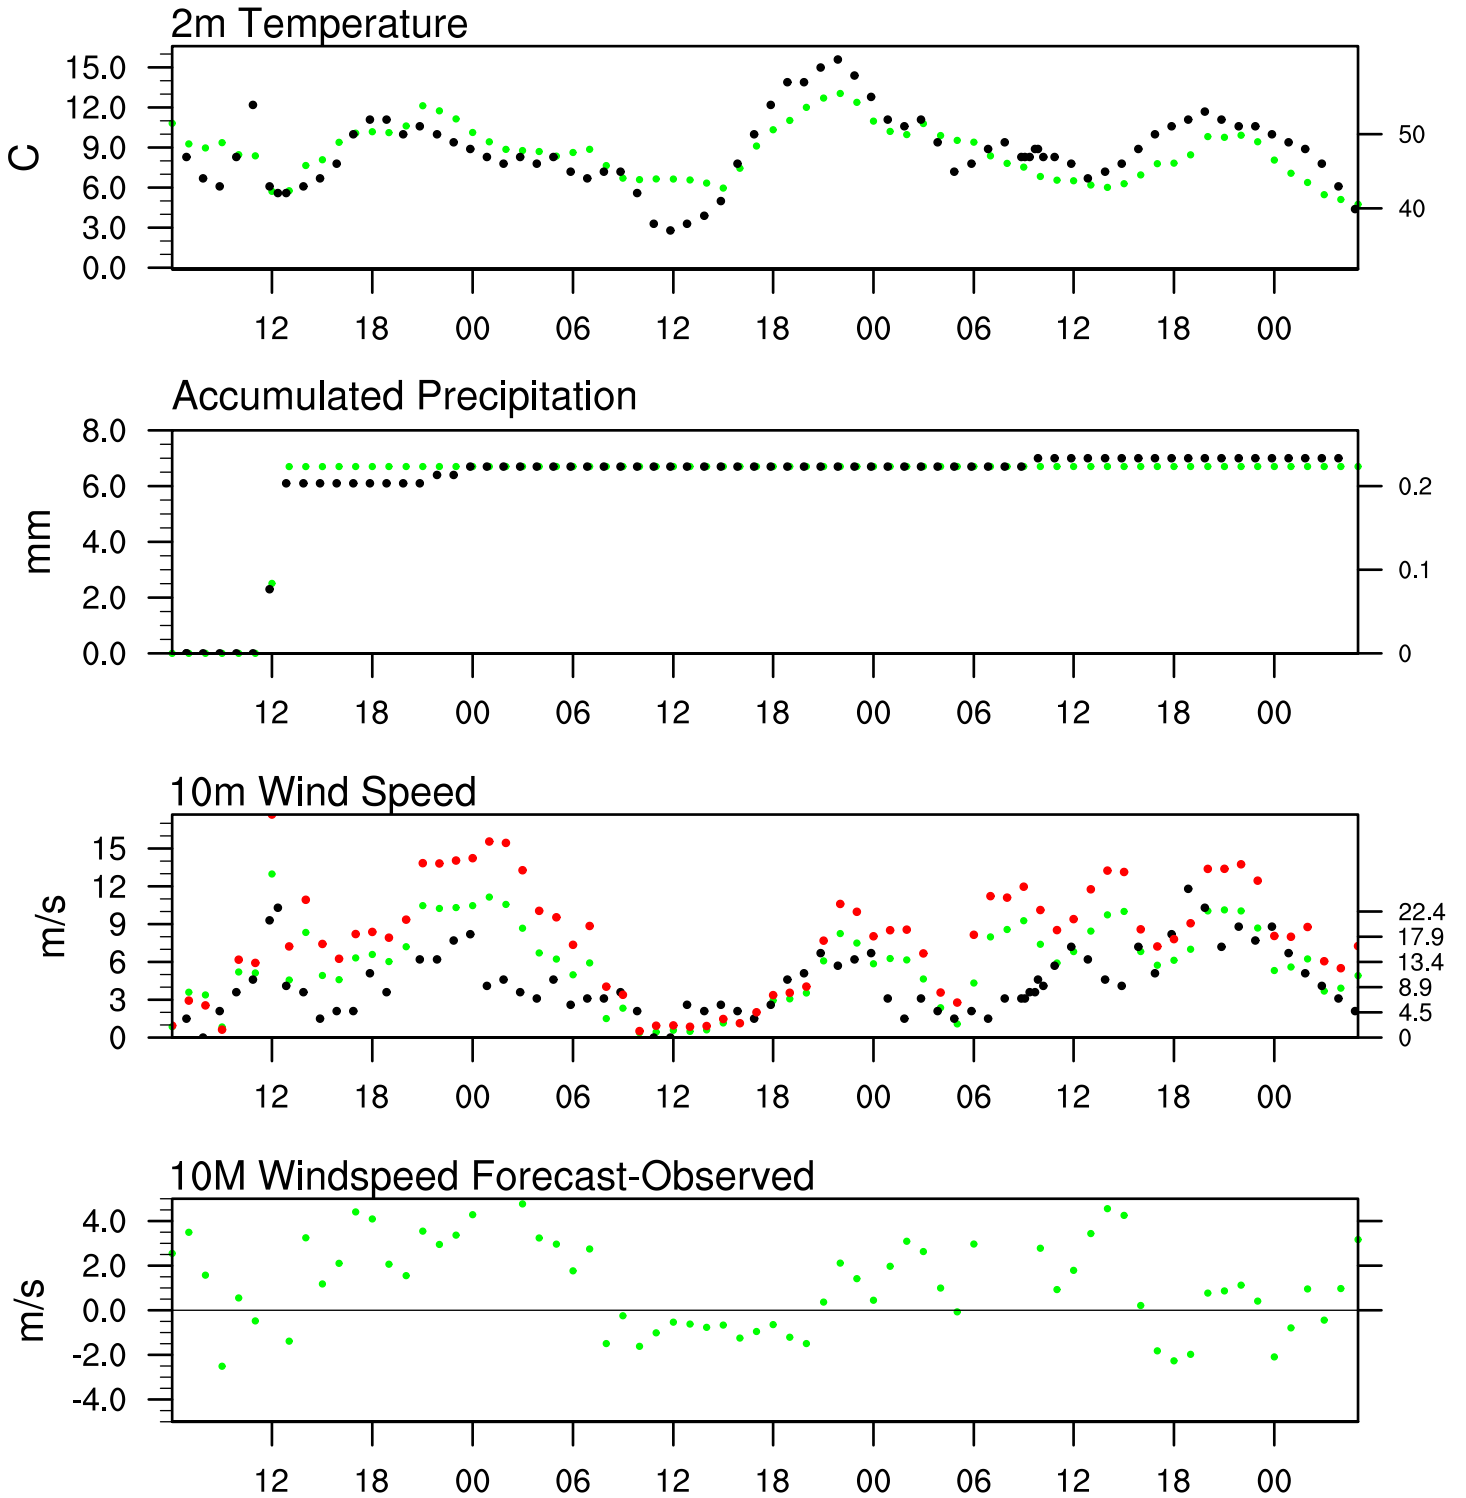 2m Temperature
15.0
12.0
9.0
6.0
3.0
0.0
C
50
40
12 18 00 06 12 18 00 06 12 18 00
Accumulated Precipitation
8.0
6.0
4.0
2.0
0.0
mm
0.2
0.1
0
12 18 00 06 12 18 00 06 12 18 00
10m Wind Speed
15
12
9
6
3
0
m/s
22.4
17.9
13.4
8.9
4.5
0
12 18 00 06 12 18 00 06 12 18 00
10M Windspeed Forecast-Observed
4.0
2.0
0.0
-2.0
-4.0
m/s
12 18 00 06 12 18 00 06 12 18 00